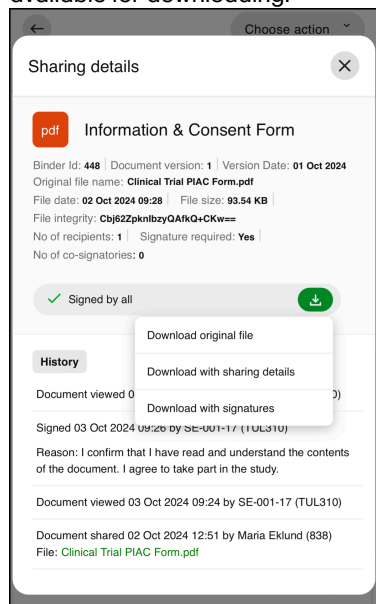 available for downloading.
Choose action
Sharing details
pdf
Information & Consent Form
Binder Id: 448 Document version: 1 Version Date: 01 Oct 2024
Original file name: Clinical Trial PIAC Form.pdf
File date: 02 Oct 2024 09:28 File size: 93.54 KB
File integrity: Cbj62ZpknlbzyQAfkQ+CKw==
No of recipients: 1 Signature required: Yes
No of co-signatories: 0
Signed by all
Download original file
Download with sharing details
Download with signatures
History
Document viewed 0
Signed 03 Oct 2024 09:26 by SE-001-17 (TUL310)
Reason: I confirm that I have read and understand the contents
of the document. I agree to take part in the study.
Document viewed 03 Oct 2024 09:24 by SE-001-17 (TUL310)
Document shared 02 Oct 2024 12:51 by Maria Eklund (838)
File: Clinical Trial PIAC Form.pdf